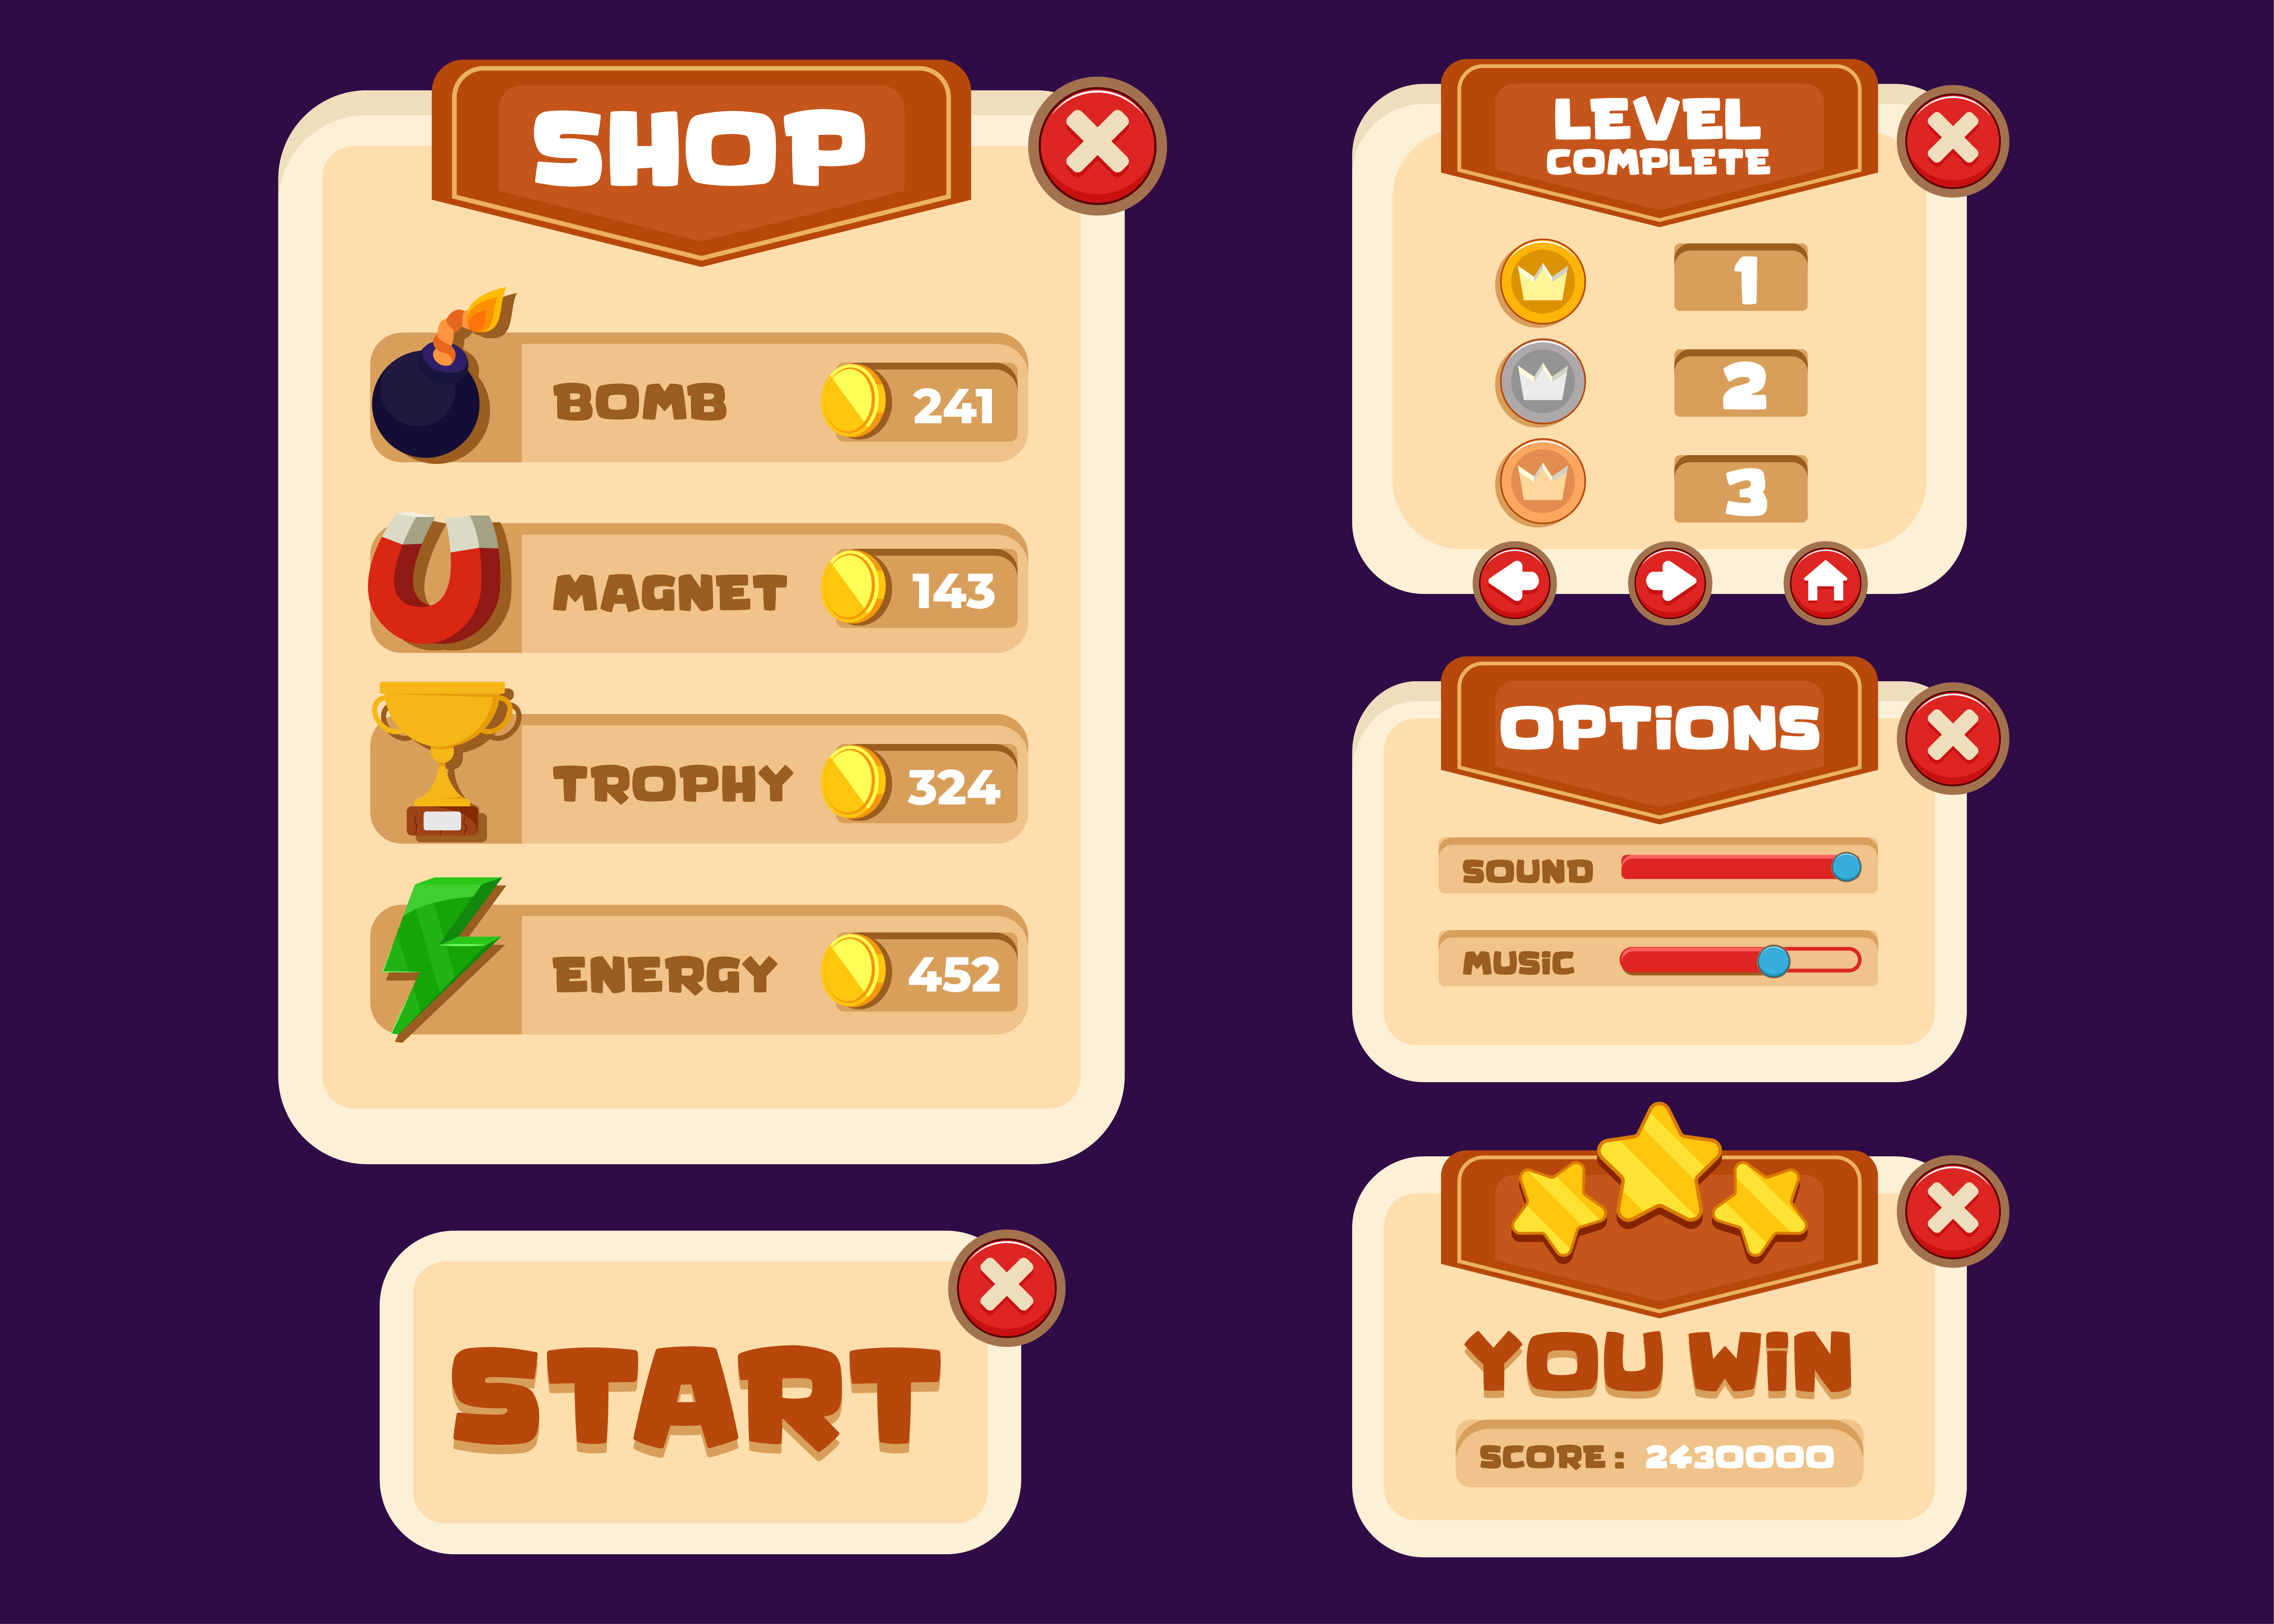 SHOP
BOMB 241
MAGNET 143
TROPHY 324
ENERGY 452
START
LEVEL
COMPLETE
1
2
3
OPTiONS
SOUND
MUSiC
YOU WiN
SCORE : 2430000